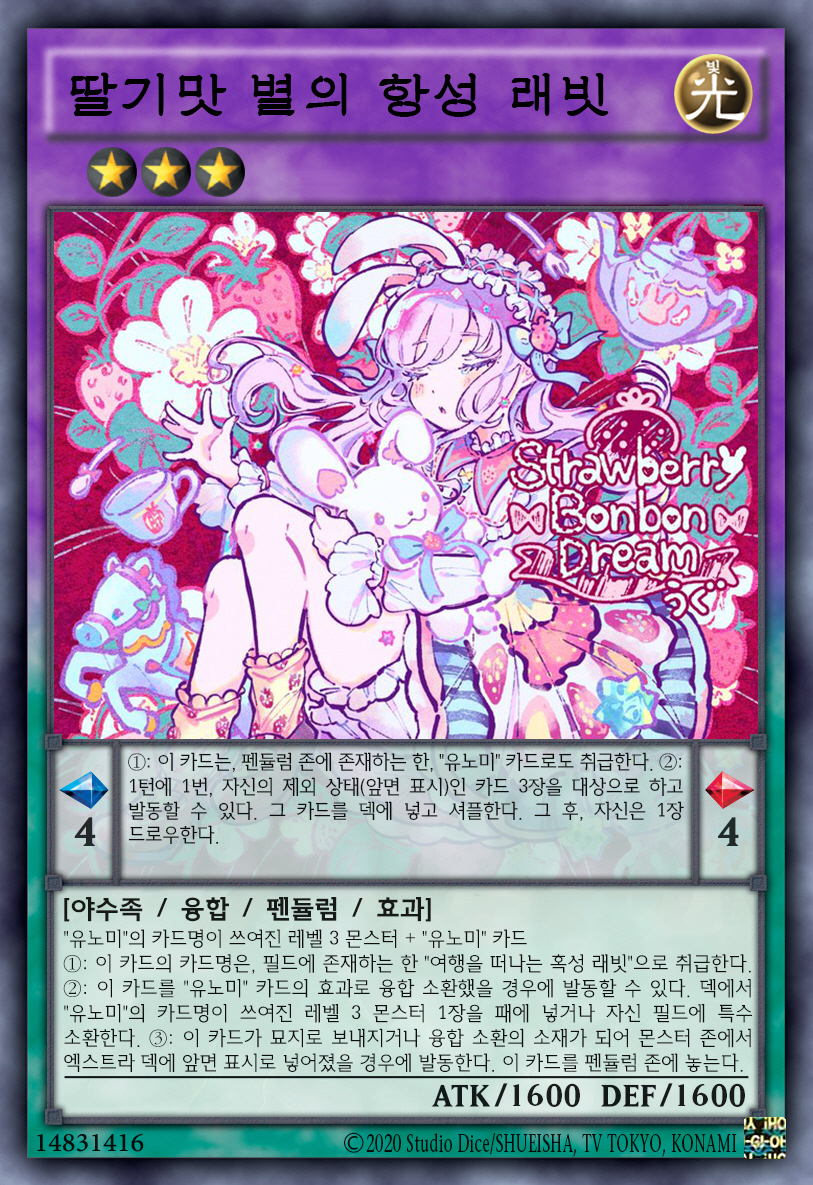 딸기맛 별의 항성 래빗
빛
光
Strawberry
Bonbon
Dream
うぐ
①: 이 카드는, 펜듈럼 존에 존재하는 한, "유노미" 카드로도 취급한다. ②:
1턴에 1번, 자신의 제외 상태(앞면 표시)인 카드 3장을 대상으로 하고
발동할 수 있다. 그 카드를 덱에 넣고 셔플한다. 그 후, 자신은 1장
드로우한다.
4
4
[야수족 / 융합 / 펜듈럼 / 효과]
"유노미"의 카드명이 쓰여진 레벨 3 몬스터 + "유노미" 카드
①: 이 카드의 카드명은, 필드에 존재하는 한 "여행을 떠나는 혹성 래빗"으로 취급한다.
②: 이 카드를 "유노미" 카드의 효과로 융합 소환했을 경우에 발동할 수 있다. 덱에서
"유노미"의 카드명이 쓰여진 레벨 3 몬스터 1장을 패에 넣거나 자신 필드에 특수
소환한다. ③: 이 카드가 묘지로 보내지거나 융합 소환의 소재가 되어 몬스터 존에서
엑스트라 덱에 앞면 표시로 넣어졌을 경우에 발동한다. 이 카드를 펜듈럼 존에 놓는다.
ATK/1600 DEF/1600
14831416
©2020 Studio Dice/SHUEISHA, TV TOKYO, KONAMI